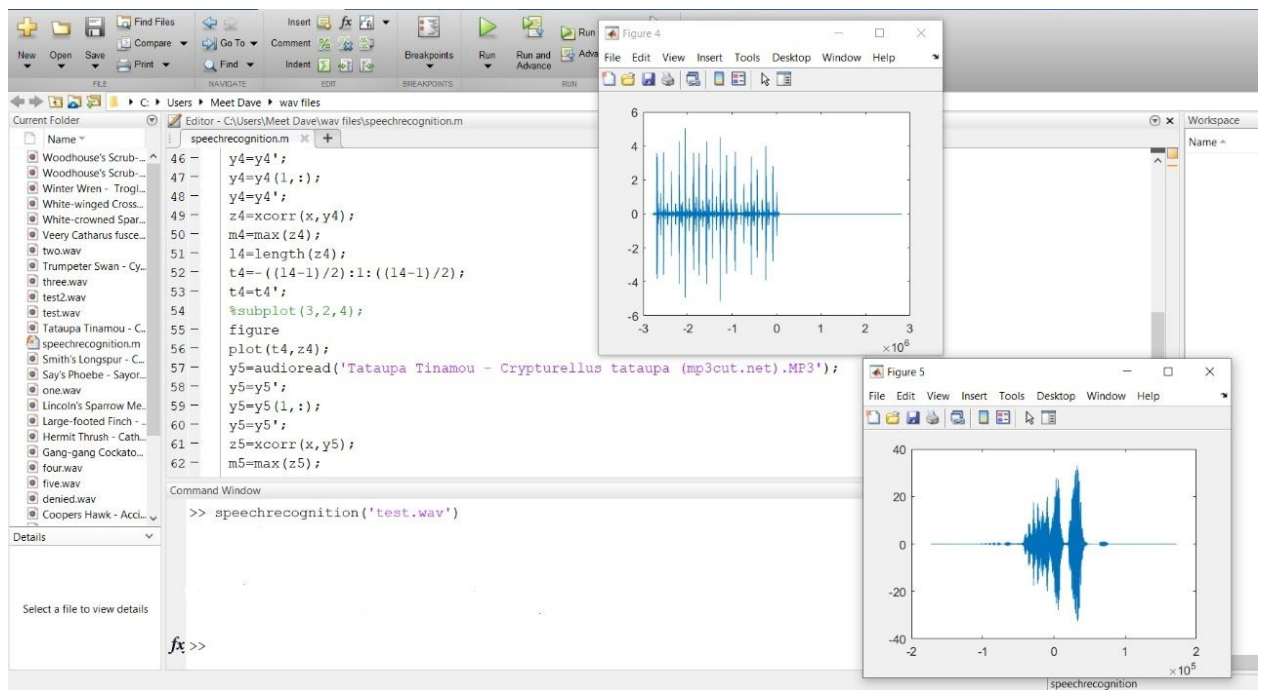 New Open Save Find Files Compare Print FILE
Go To Find NAVIGATE
Insert fx Comment Indent EDIT
Breakpoints BREAKPOINTS
Run Run and Advance Run RUN
C: Users Meet Dave wav files
Current Folder
Name
Woodhouse's Scrub-...
Woodhouse's Scrub-...
Winter Wren - Trogl...
White-winged Cross...
White-crowned Spar...
Veery Catharus fusce...
two.wav
Trumpeter Swan - Cy...
three.wav
test2.wav
test.wav
Tataupa Tinamou - C...
speechrecognition.m
Smith's Longspur - C...
Say's Phoebe - Sayor...
one.wav
Lincoln's Sparrow Me...
Large-footed Finch - ...
Hermit Thrush - Cath...
Gang-gang Cockato...
four.wav
five.wav
denied.wav
Coopers Hawk - Acci...
Details
Select a file to view details
Editor - C:\Users\Meet Dave\wav files\speechrecognition.m
speechrecognition.m
46 - y4=y4';
47 - y4=y4(1,:);
48 - y4=y4';
49 - z4=xcorr(x,y4);
50 - m4=max(z4);
51 - l4=length(z4);
52 - t4=-((l4-1)/2):1:((l4-1)/2);
53 - t4=t4';
54 %subplot(3,2,4);
55 - figure
56 - plot(t4,z4);
57 - y5=audioread('Tataupa Tinamou - Crypturellus tataupa (mp3cut.net).MP3');
58 - y5=y5';
59 - y5=y5(1,:);
60 - y5=y5';
61 - z5=xcorr(x,y5);
62 - m5=max(z5);
Command Window
>> speechrecognition('test.wav')
fx >>
Figure 4
File Edit View Insert Tools Desktop Window Help
6
4
2
0
-2
-4
-6
-3 -2 -1 0 1 2 3
×10^6
Workspace
Name
Figure 5
File Edit View Insert Tools Desktop Window Help
40
20
0
-20
-40
-2 -1 0 1 2
×10^5
speechrecognition